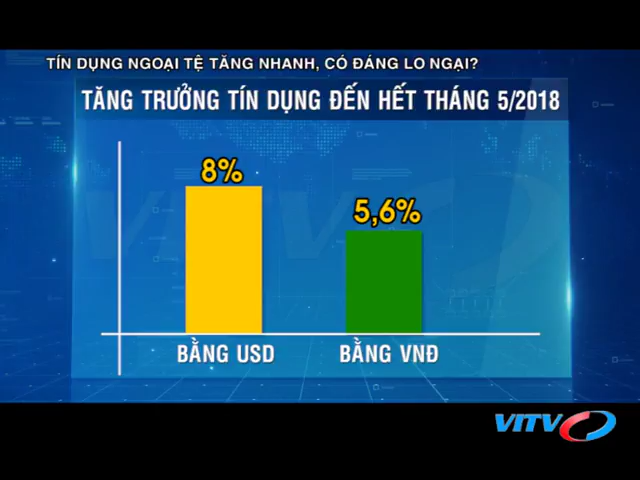 TÍN DỤNG NGOẠI TỆ TĂNG NHANH, CÓ ĐÁNG LO NGẠI?
TĂNG TRƯỞNG TÍN DỤNG ĐẾN HẾT THÁNG 5/2018
8%
5,6%
BẰNG USD
BẰNG VNĐ
VITV